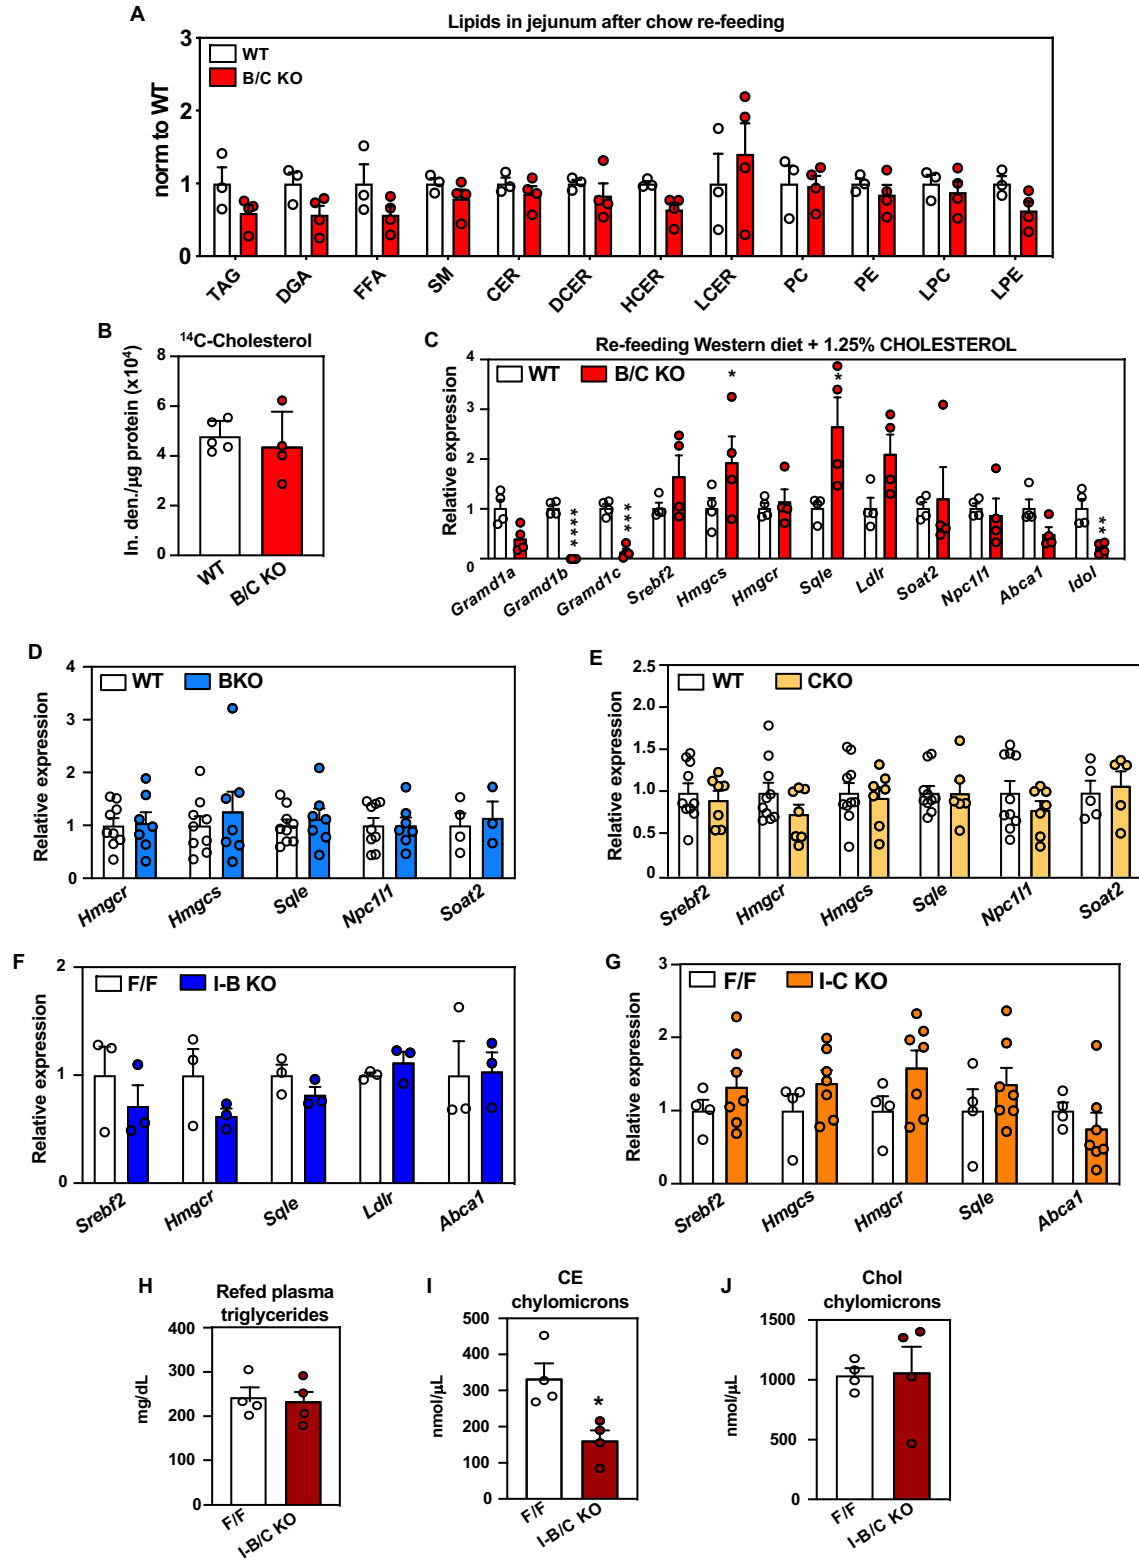 A
Lipids in jejunum after chow re-feeding
norm to WT
3
2
1
0
WT
B/C KO
TAG DGA FFA SM CER DCER HCER LCER PC PE LPC LPE
B
14C-Cholesterol
In. den./µg protein (x10⁴)
8
6
4
2
0
WT B/C KO
C
Re-feeding Western diet + 1.25% CHOLESTEROL
Relative expression
4
3
2
1
0
WT B/C KO
**** *** * * **
Gramd1a Gramd1b Gramd1c Srebf2 Hmgcs Hmgcr Sqle Ldlr Soat2 Npc1l1 Abca1 Idol
D
Relative expression
4
3
2
1
0
WT BKO
Hmgcr Hmgcs Sqle Npc1l1 Soat2
E
Relative expression
2.5
2.0
1.5
1.0
0.5
0
WT CKO
Srebf2 Hmgcr Hmgcs Sqle Npc1l1 Soat2
F
Relative expression
2
1
0
F/F I-B KO
Srebf2 Hmgcr Sqle Ldlr Abca1
G
Relative expression
3
2
1
0
F/F I-C KO
Srebf2 Hmgcs Hmgcr Sqle Abca1
H
Refed plasma
triglycerides
mg/dL
400
300
200
100
0
F/F I-B/C KO
I
CE
chylomicrons
nmol/µL
500
400
300
200
100
0
*
F/F I-B/C KO
J
Chol
chylomicrons
nmol/µL
1500
1000
500
0
F/F I-B/C KO